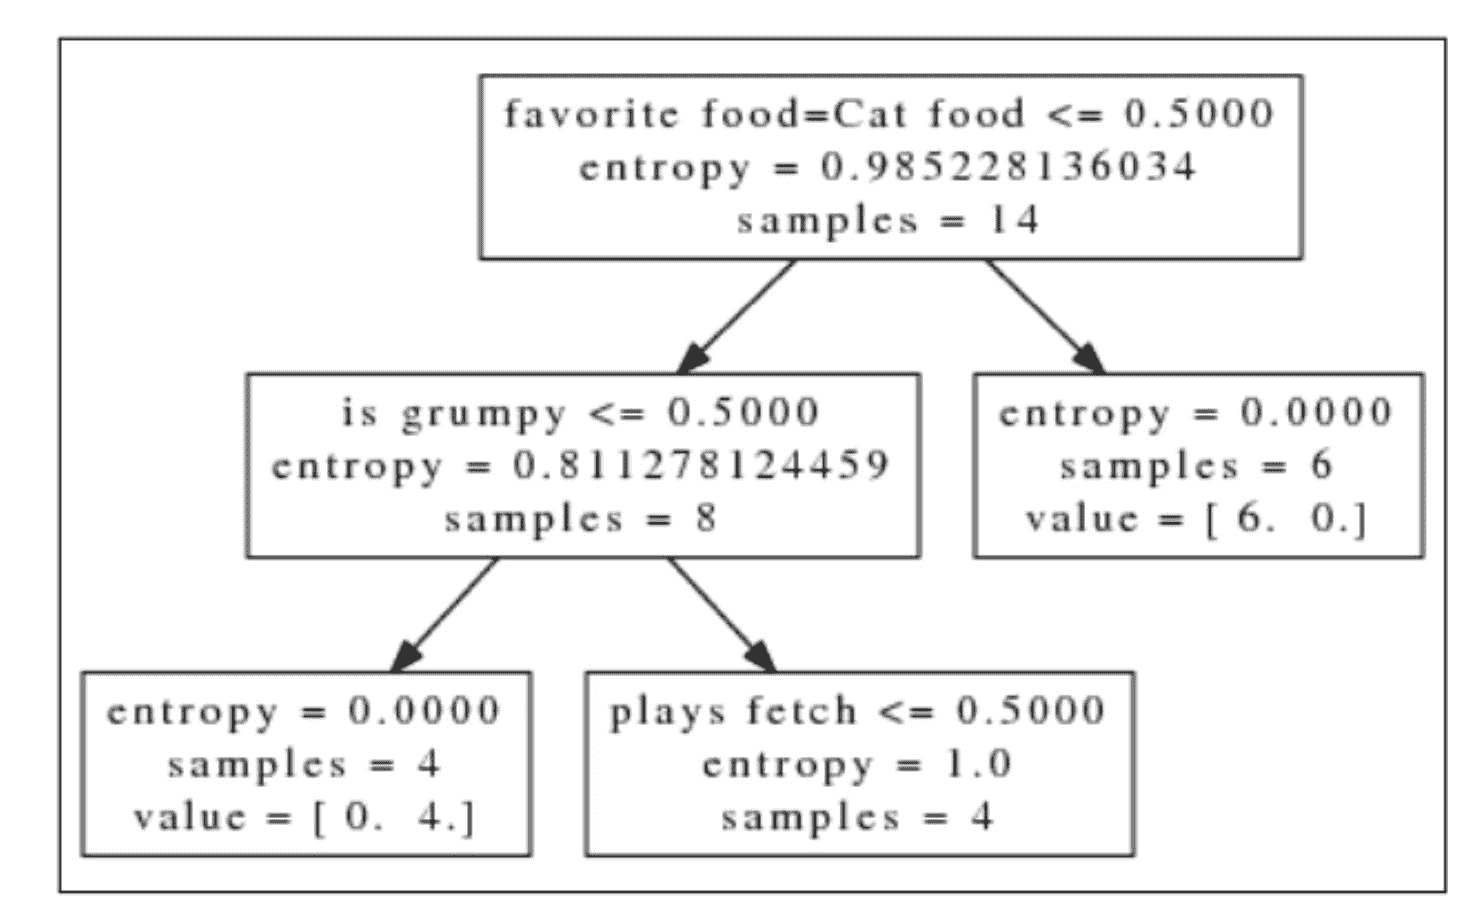 favorite food=Cat food <= 0.5000
entropy = 0.985228136034
samples = 14
is grumpy <= 0.5000
entropy = 0.811278124459
samples = 8
entropy = 0.0000
samples = 6
value = [ 6. 0.]
entropy = 0.0000
samples = 4
value = [ 0. 4.]
plays fetch <= 0.5000
entropy = 1.0
samples = 4